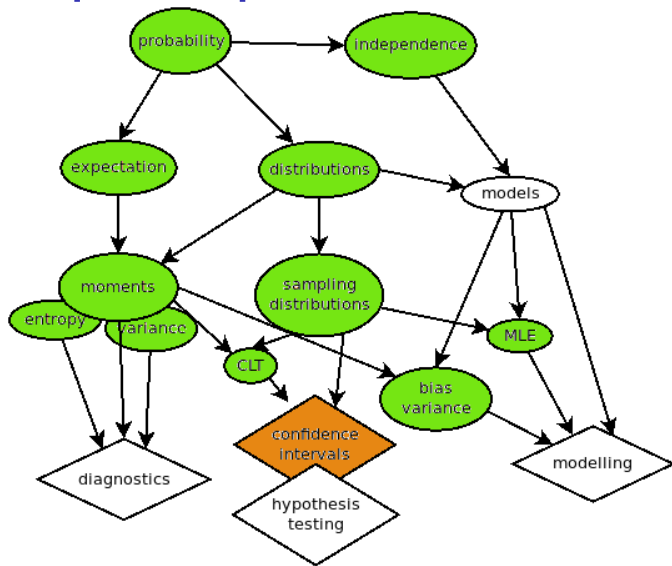 probability
independence
expectation
distributions
models
moments
sampling
distributions
entropy
variance
CLT
MLE
bias
variance
confidence
intervals
modelling
diagnostics
hypothesis
testing